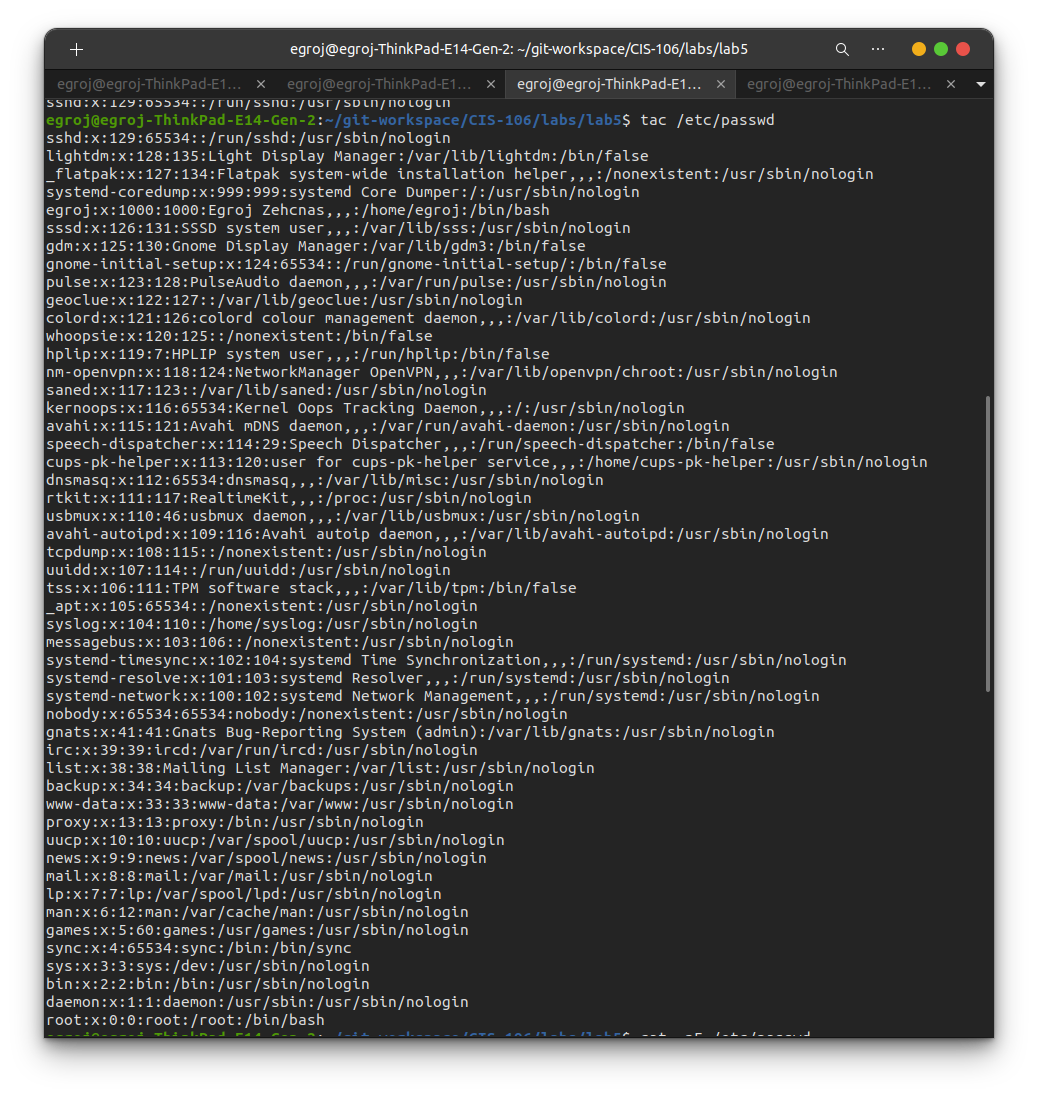 egroj@egroj-ThinkPad-E14-Gen-2: ~/git-workspace/CIS-106/labs/lab5
egroj@egroj-ThinkPad-E1... × egroj@egroj-ThinkPad-E1... × egroj@egroj-ThinkPad-E1... × egroj@egroj-ThinkPad-E1... ×
sshd:x:129:65534::/run/sshd:/usr/sbin/nologin
egroj@egroj-ThinkPad-E14-Gen-2:~/git-workspace/CIS-106/labs/lab5$ tac /etc/passwd
sshd:x:129:65534::/run/sshd:/usr/sbin/nologin
lightdm:x:128:135:Light Display Manager:/var/lib/lightdm:/bin/false
_flatpak:x:127:134:Flatpak system-wide installation helper,,,:/nonexistent:/usr/sbin/nologin
systemd-coredump:x:999:999:systemd Core Dumper:/:/usr/sbin/nologin
egroj:x:1000:1000:Egroj Zehcnas,,,:/home/egroj:/bin/bash
sssd:x:126:131:SSSD system user,,,:/var/lib/sss:/usr/sbin/nologin
gdm:x:125:130:Gnome Display Manager:/var/lib/gdm3:/bin/false
gnome-initial-setup:x:124:65534::/run/gnome-initial-setup/:/bin/false
pulse:x:123:128:PulseAudio daemon,,,:/var/run/pulse:/usr/sbin/nologin
geoclue:x:122:127::/var/lib/geoclue:/usr/sbin/nologin
colord:x:121:126:colord colour management daemon,,,:/var/lib/colord:/usr/sbin/nologin
whoopsie:x:120:125::/nonexistent:/bin/false
hplip:x:119:7:HPLIP system user,,,:/run/hplip:/bin/false
nm-openvpn:x:118:124:NetworkManager OpenVPN,,,:/var/lib/openvpn/chroot:/usr/sbin/nologin
saned:x:117:123::/var/lib/saned:/usr/sbin/nologin
kernoops:x:116:65534:Kernel Oops Tracking Daemon,,,:/:/usr/sbin/nologin
avahi:x:115:121:Avahi mDNS daemon,,,:/var/run/avahi-daemon:/usr/sbin/nologin
speech-dispatcher:x:114:29:Speech Dispatcher,,,:/run/speech-dispatcher:/bin/false
cups-pk-helper:x:113:120:user for cups-pk-helper service,,,:/home/cups-pk-helper:/usr/sbin/nologin
dnsmasq:x:112:65534:dnsmasq,,,:/var/lib/misc:/usr/sbin/nologin
rtkit:x:111:117:RealtimeKit,,,:/proc:/usr/sbin/nologin
usbmux:x:110:46:usbmux daemon,,,:/var/lib/usbmux:/usr/sbin/nologin
avahi-autoipd:x:109:116:Avahi autoip daemon,,,:/var/lib/avahi-autoipd:/usr/sbin/nologin
tcpdump:x:108:115::/nonexistent:/usr/sbin/nologin
uuidd:x:107:114::/run/uuidd:/usr/sbin/nologin
tss:x:106:111:TPM software stack,,,:/var/lib/tpm:/bin/false
_apt:x:105:65534::/nonexistent:/usr/sbin/nologin
syslog:x:104:110::/home/syslog:/usr/sbin/nologin
messagebus:x:103:106::/nonexistent:/usr/sbin/nologin
systemd-timesync:x:102:104:systemd Time Synchronization,,,:/run/systemd:/usr/sbin/nologin
systemd-resolve:x:101:103:systemd Resolver,,,:/run/systemd:/usr/sbin/nologin
systemd-network:x:100:102:systemd Network Management,,,:/run/systemd:/usr/sbin/nologin
nobody:x:65534:65534:nobody:/nonexistent:/usr/sbin/nologin
gnats:x:41:41:Gnats Bug-Reporting System (admin):/var/lib/gnats:/usr/sbin/nologin
irc:x:39:39:ircd:/var/run/ircd:/usr/sbin/nologin
list:x:38:38:Mailing List Manager:/var/list:/usr/sbin/nologin
backup:x:34:34:backup:/var/backups:/usr/sbin/nologin
www-data:x:33:33:www-data:/var/www:/usr/sbin/nologin
proxy:x:13:13:proxy:/bin:/usr/sbin/nologin
uucp:x:10:10:uucp:/var/spool/uucp:/usr/sbin/nologin
news:x:9:9:news:/var/spool/news:/usr/sbin/nologin
mail:x:8:8:mail:/var/mail:/usr/sbin/nologin
lp:x:7:7:lp:/var/spool/lpd:/usr/sbin/nologin
man:x:6:12:man:/var/cache/man:/usr/sbin/nologin
games:x:5:60:games:/usr/games:/usr/sbin/nologin
sync:x:4:65534:sync:/bin:/bin/sync
sys:x:3:3:sys:/dev:/usr/sbin/nologin
bin:x:2:2:bin:/bin:/usr/sbin/nologin
daemon:x:1:1:daemon:/usr/sbin:/usr/sbin/nologin
root:x:0:0:root:/root:/bin/bash